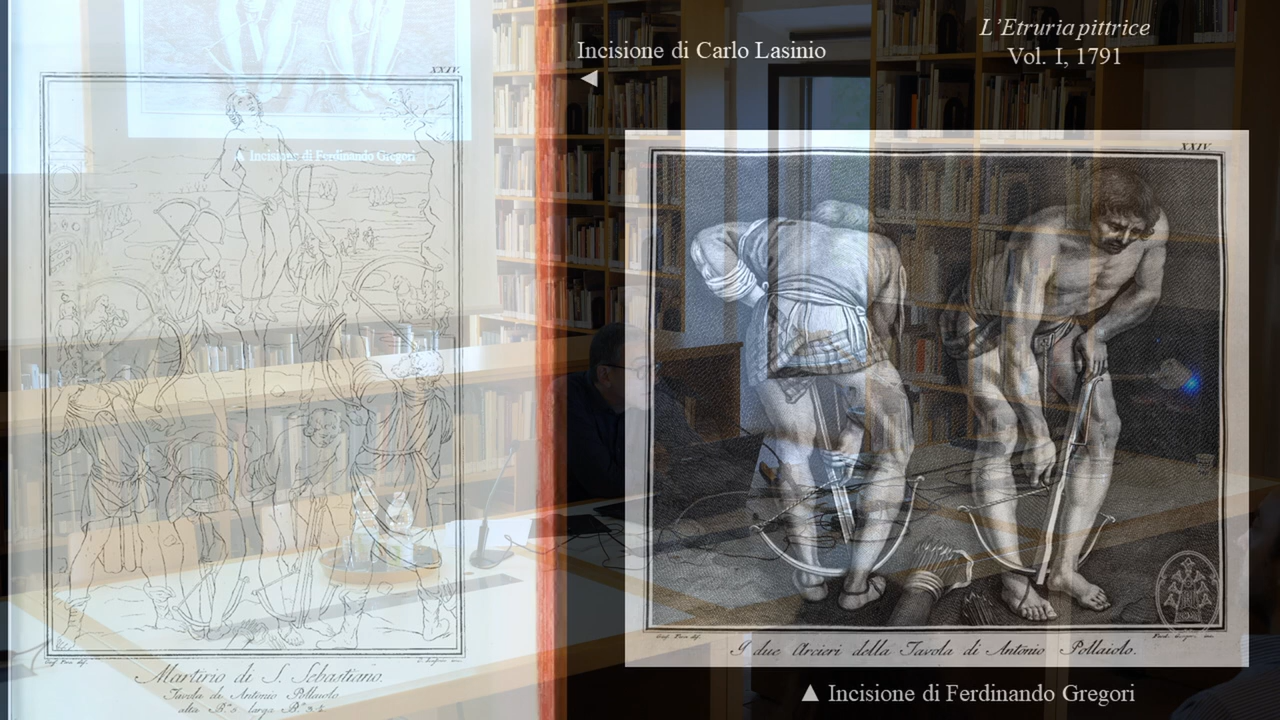 L'Etruria pittrice
Vol. I, 1791
Incisione di Carlo Lasinio
◀
XXIV.
▲ Incisione di Ferdinando Gregori
XXIV.
Martirio di S. Sebastiano.
Tavola di Antonio Pollaiolo
I due Arcieri della Tavola di Antonio Pollaiolo.
▲ Incisione di Ferdinando Gregori